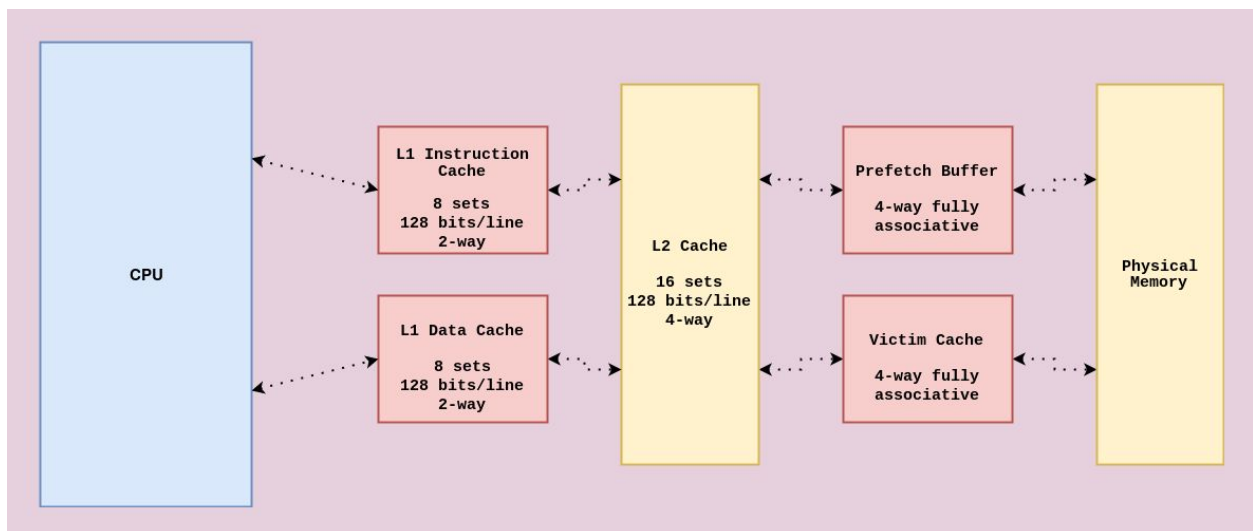 CPU
L1 Instruction
Cache
8 sets
128 bits/line
2-way
L1 Data Cache
8 sets
128 bits/line
2-way
L2 Cache
16 sets
128 bits/line
4-way
Prefetch Buffer
4-way fully
associative
Victim Cache
4-way fully
associative
Physical
Memory